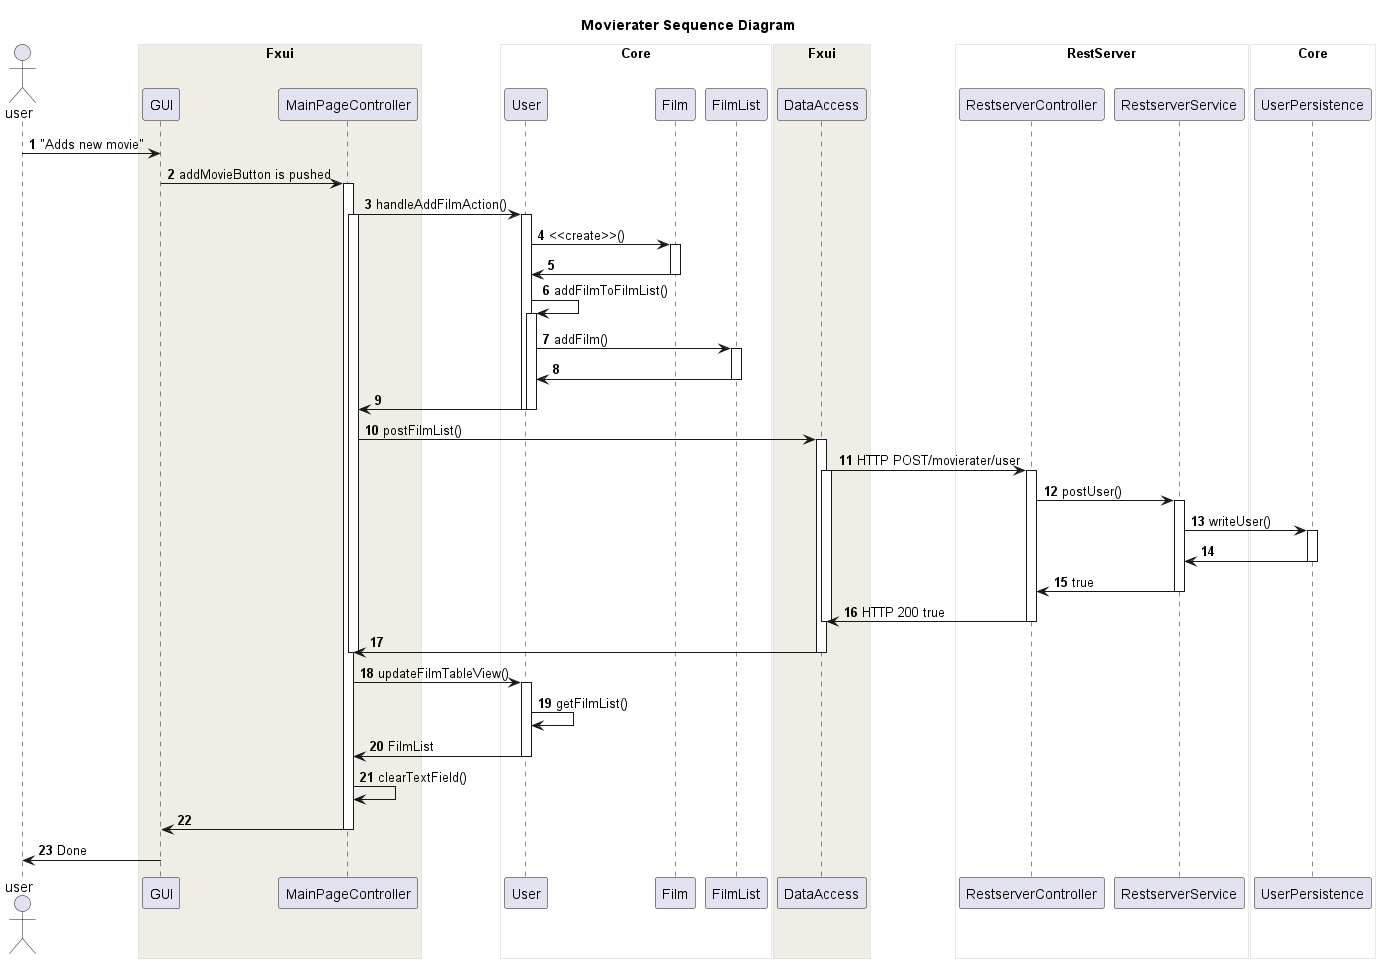 Movierater Sequence Diagram
Fxui
Core
Fxui
RestServer
Core
user
GUI
MainPageController
User
Film
FilmList
DataAccess
RestserverController
RestserverService
UserPersistence
1 "Adds new movie"
2 addMovieButton is pushed
3 handleAddFilmAction()
4 <<create>>()
5
6 addFilmToFilmList()
7 addFilm()
8
9
10 postFilmList()
11 HTTP POST/movierater/user
12 postUser()
13 writeUser()
14
15 true
16 HTTP 200 true
17
18 updateFilmTableView()
19 getFilmList()
20 FilmList
21 clearTextField()
22
23 Done
user
GUI
MainPageController
User
Film
FilmList
DataAccess
RestserverController
RestserverService
UserPersistence